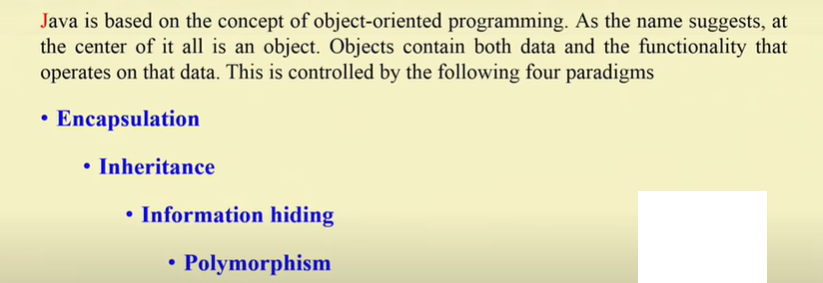 Java is based on the concept of object-oriented programming. As the name suggests, at
the center of it all is an object. Objects contain both data and the functionality that
operates on that data. This is controlled by the following four paradigms
• Encapsulation
• Inheritance
• Information hiding
• Polymorphism